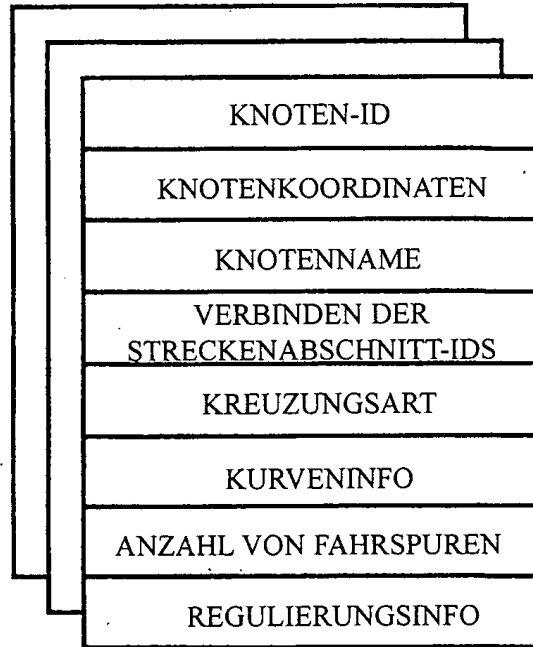 KNOTEN-ID
KNOTENKOORDINATEN
KNOTENNAME
VERBINDEN DER
STRECKENABSCHNITT-IDS
KREUZUNGSART
KURVENINFO
ANZAHL VON FAHRSPUREN
REGULIERUNGSINFO